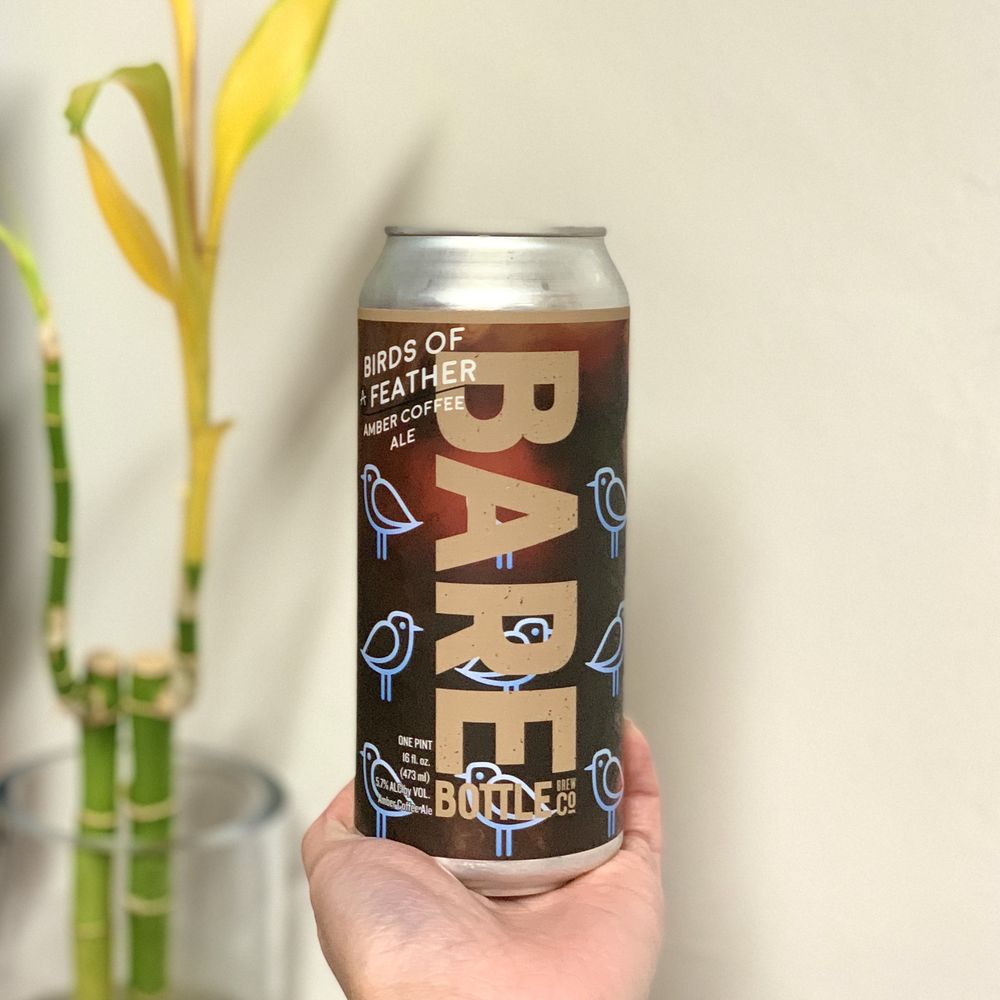 BIRDS OF
A FEATHER
AMBER COFFEE
ALE
BARE
BOTTLE
BREW
CO
ONE PINT
16 fl. oz.
(473 ml)
5.7% ALC by VOL.
Amber Coffee Ale